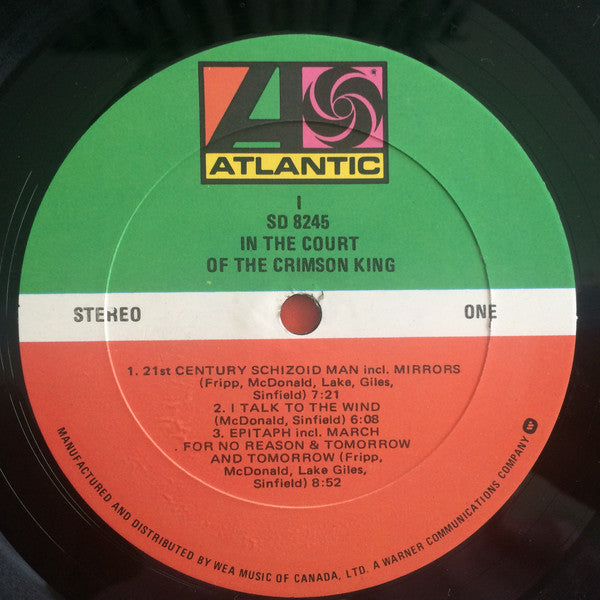 ATLANTIC
I
SD 8245
IN THE COURT
OF THE CRIMSON KING
STEREO ONE
1. 21st CENTURY SCHIZOID MAN incl. MIRRORS
(Fripp, McDonald, Lake, Giles,
Sinfield) 7:21
2. I TALK TO THE WIND
(McDonald, Sinfield) 6:08
3. EPITAPH incl. MARCH
FOR NO REASON & TOMORROW
AND TOMORROW (Fripp,
McDonald, Lake Giles,
Sinfield) 8:52
MANUFACTURED AND DISTRIBUTED BY WEA MUSIC OF CANADA, LTD. A WARNER COMMUNICATIONS COMPANY